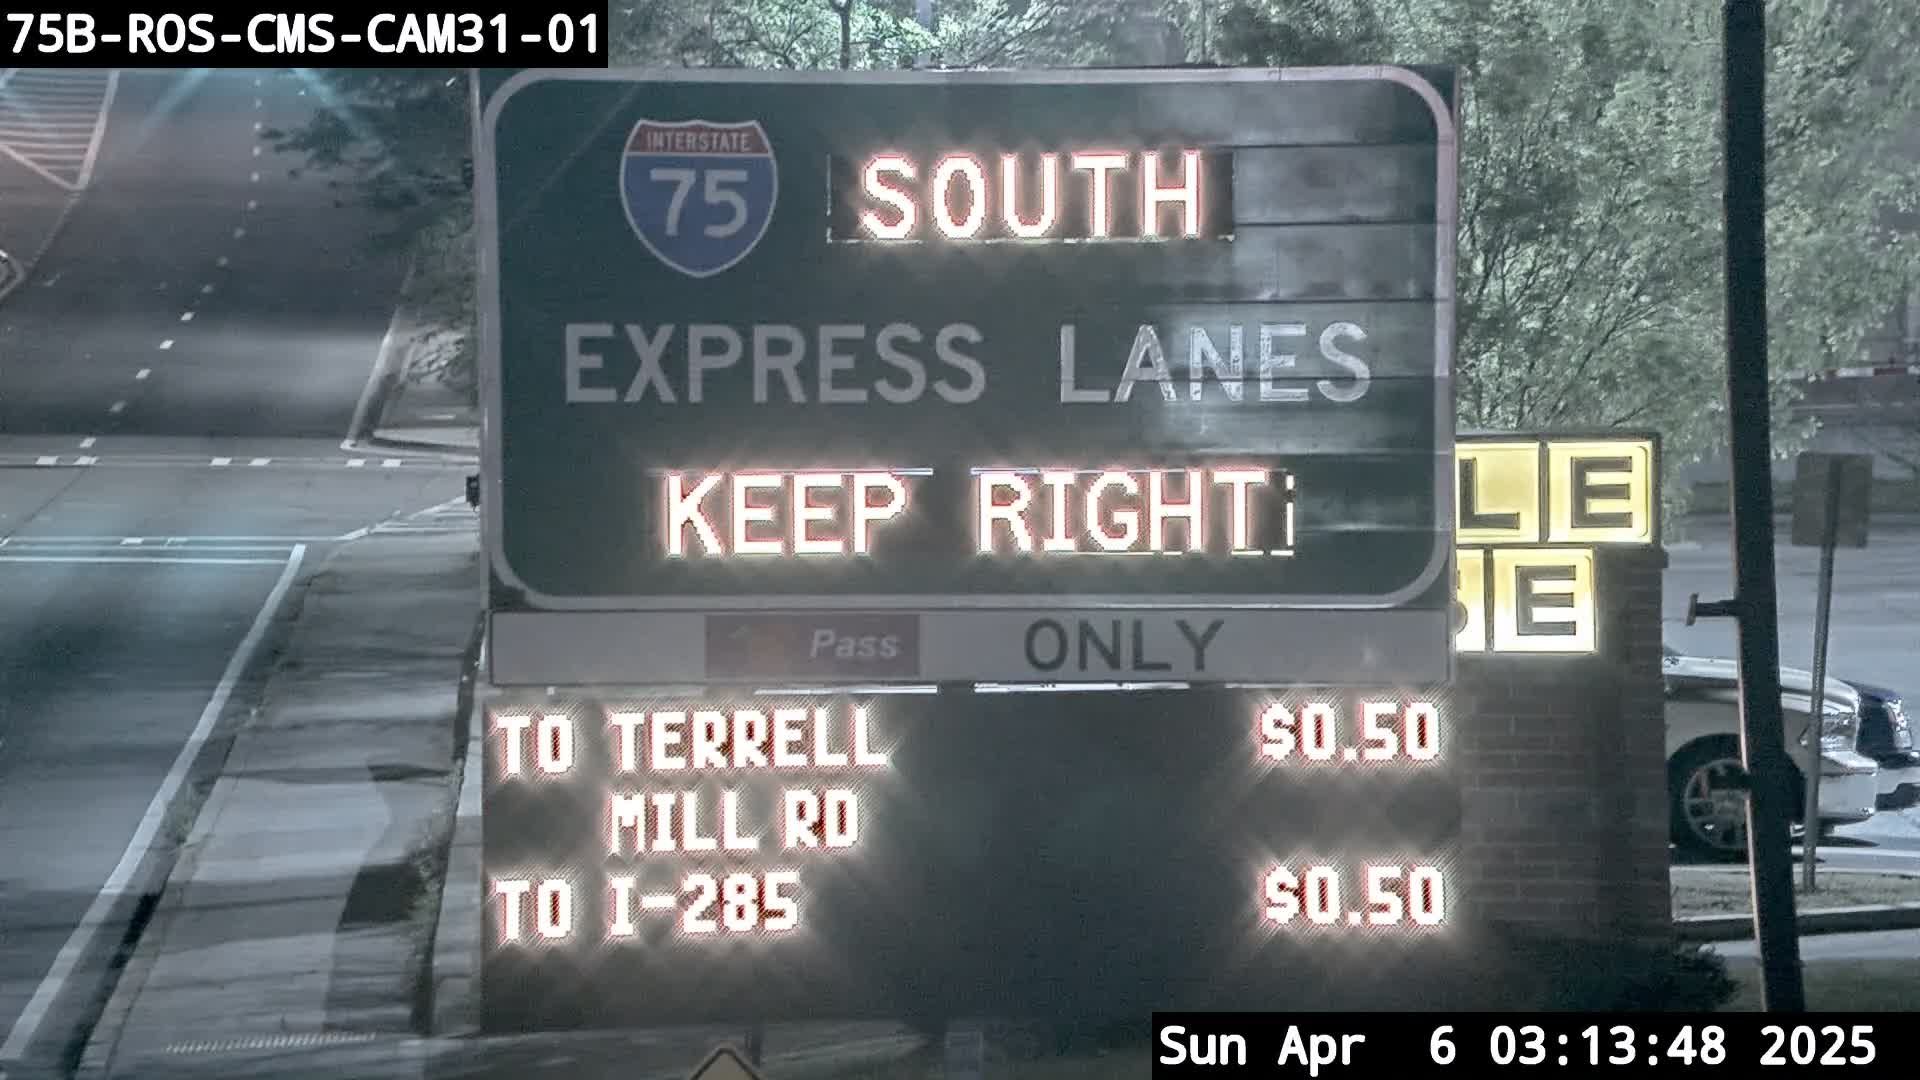 75B-ROS-CMS-CAM31-01
INTERSTATE
75
SOUTH
EXPRESS LANES
KEEP RIGHT
Pass ONLY
LE
E
TO TERRELL $0.50
MILL RD
TO I-285 $0.50
Sun Apr 6 03:13:48 2025